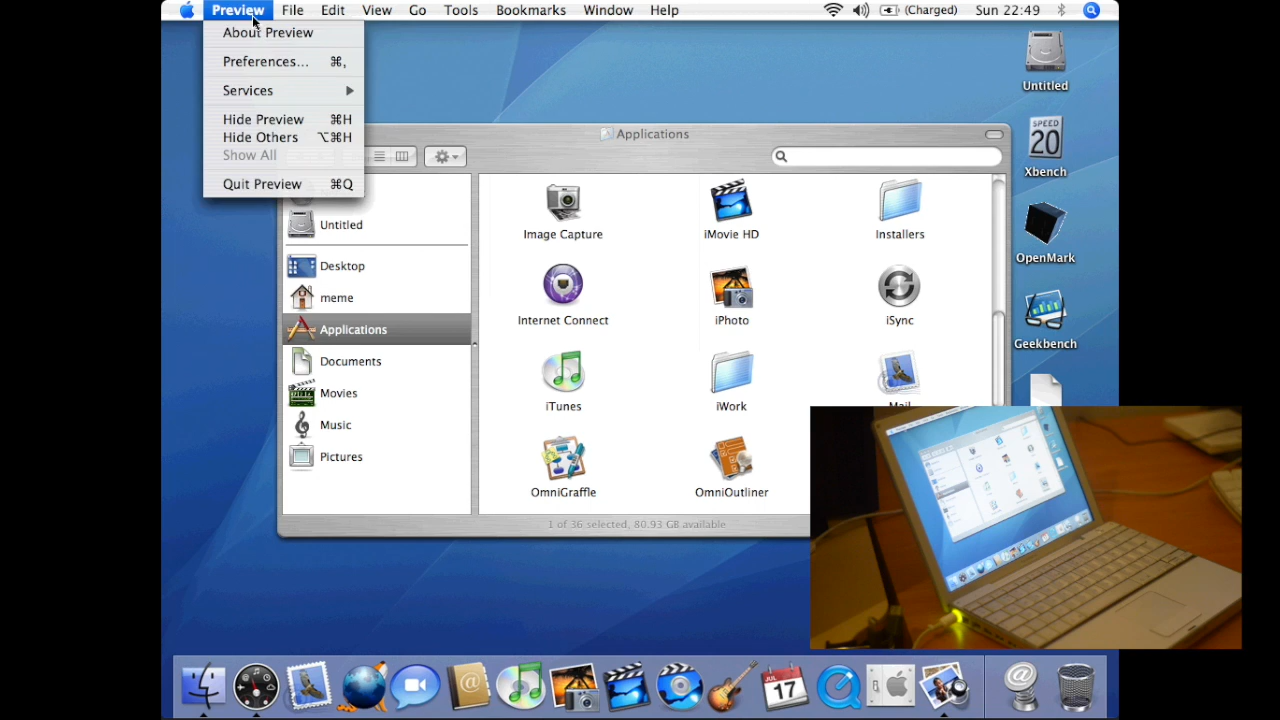 Preview File Edit View Go Tools Bookmarks Window Help (Charged) Sun 22:49
About Preview
Preferences... ⌘,
Services
Hide Preview ⌘H
Hide Others ⌥⌘H
Show All
Quit Preview ⌘Q
Untitled
SPEED
20
Xbench
OpenMark
Geekbench
Applications
Untitled
Desktop
meme
Applications
Documents
Movies
Music
Pictures
Image Capture
iMovie HD
Installers
Internet Connect
iPhoto
iSync
iTunes
iWork
Mail
OmniGraffle
OmniOutliner
1 of 36 selected, 80.93 GB available
JUL
17